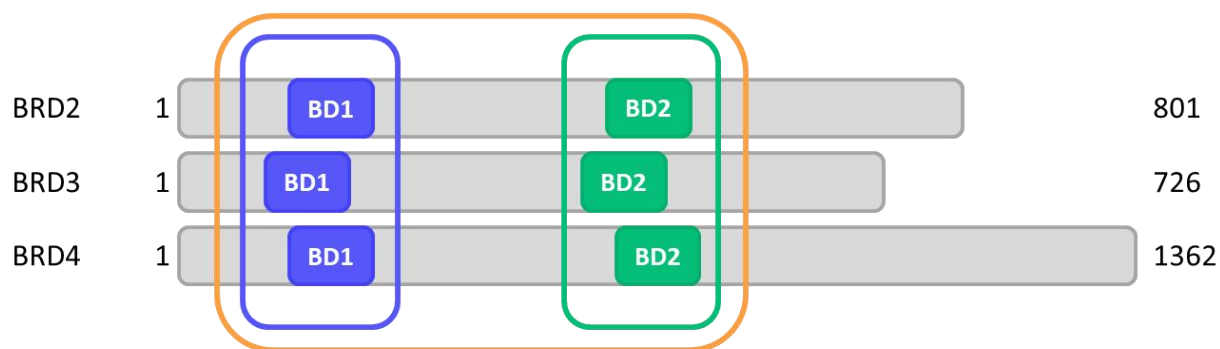 BRD2 1 BD1 BD2 801
BRD3 1 BD1 BD2 726
BRD4 1 BD1 BD2 1362